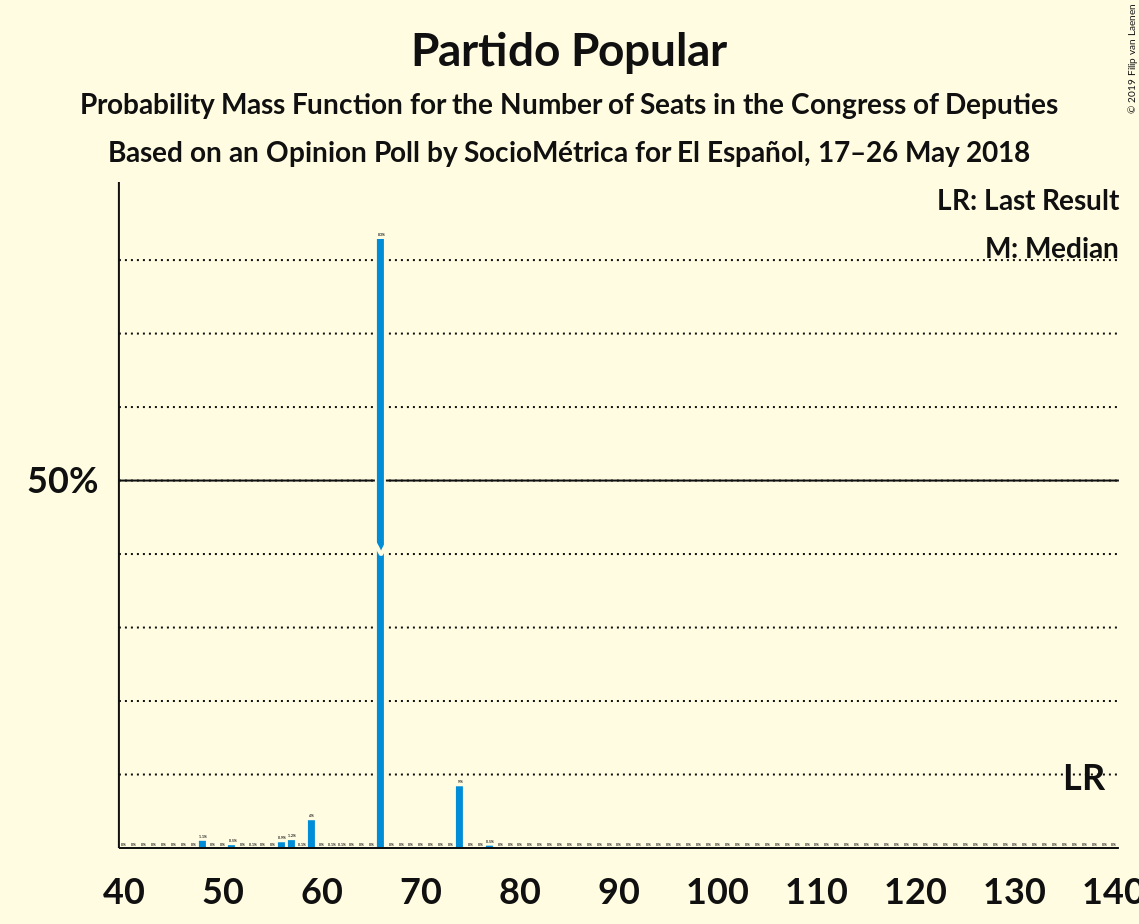 © 2019 Filip van Laenen
Partido Popular
Probability Mass Function for the Number of Seats in the Congress of Deputies
Based on an Opinion Poll by SocioMétrica for El Español, 17–26 May 2018
LR: Last Result
M: Median
50%
LR
40 50 60 70 80 90 100 110 120 130 140